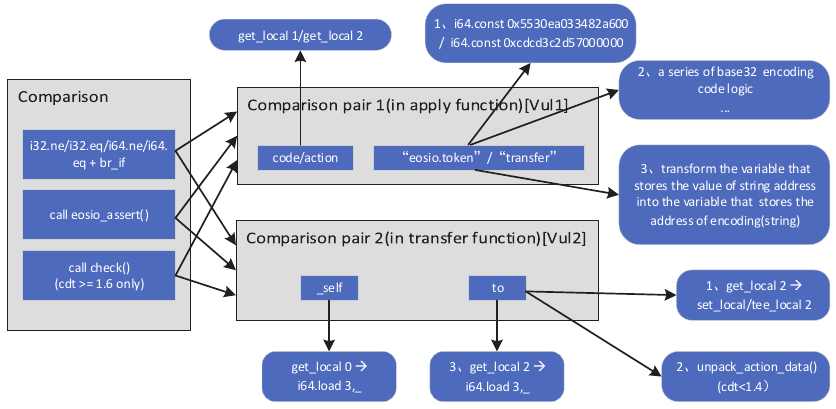 get_local 1/get_local 2
1、i64.const 0x5530ea033482a600
/ i64.const 0xcdcd3c2d57000000
2、a series of base32 encoding
code logic
...
3、transform the variable that
stores the value of string address
into the variable that stores the
address of encoding(string)
Comparison
i32.ne/i32.eq/i64.ne/i64.
eq + br_if
call eosio_assert()
call check()
(cdt >= 1.6 only)
Comparison pair 1(in apply function)[Vul1]
code/action
“eosio.token” / “transfer”
Comparison pair 2(in transfer function)[Vul2]
_self
to
1、get_local 2 →
set_local/tee_local 2
get_local 0 →
i64.load 3,_
3、get_local 2 →
i64.load 3,_
2、unpack_action_data()
(cdt<1.4）